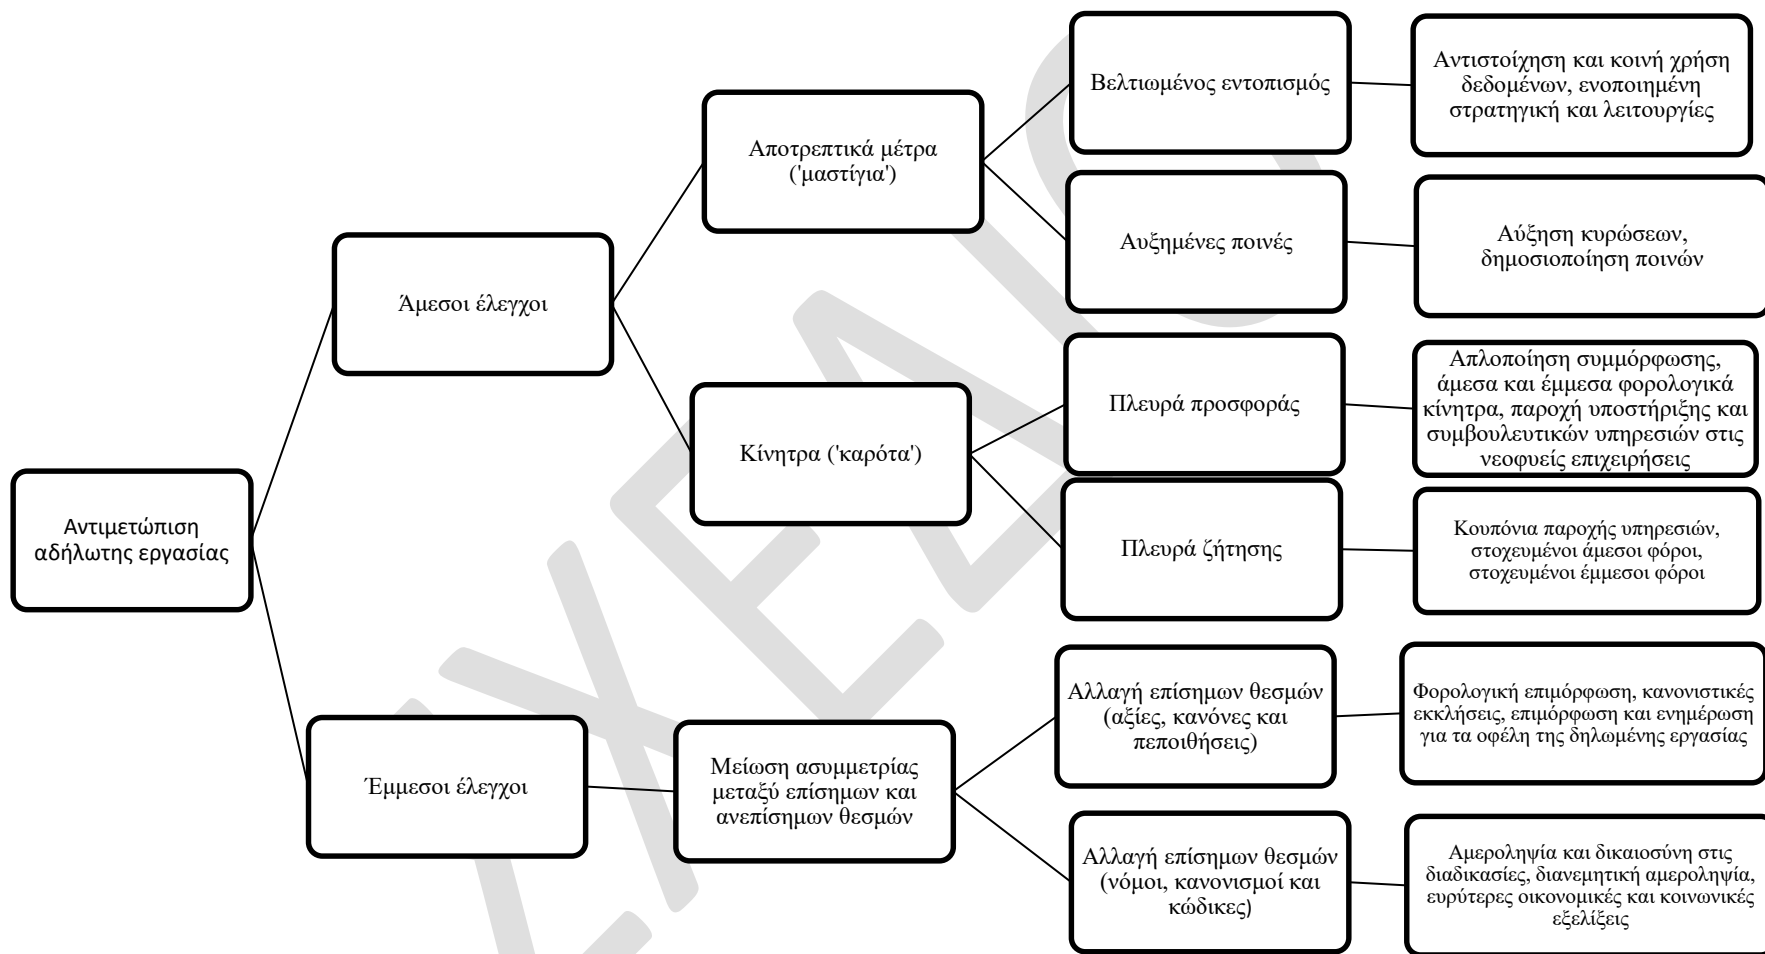 Αντιμετώπιση
αδήλωτης εργασίας
Άμεσοι έλεγχοι
Αποτρεπτικά μέτρα
('μαστίγια')
Βελτιωμένος εντοπισμός
Αντιστοίχηση και κοινή χρήση
δεδομένων, ενοποιημένη
στρατηγική και λειτουργίες
Αυξημένες ποινές
Αύξηση κυρώσεων,
δημοσιοποίηση ποινών
Κίνητρα ('καρότα')
Πλευρά προσφοράς
Απλοποίηση συμμόρφωσης,
άμεσα και έμμεσα φορολογικά
κίνητρα, παροχή υποστήριξης και
συμβουλευτικών υπηρεσιών στις
νεοφυείς επιχειρήσεις
Πλευρά ζήτησης
Κουπόνια παροχής υπηρεσιών,
στοχευμένοι άμεσοι φόροι,
στοχευμένοι έμμεσοι φόροι
Έμμεσοι έλεγχοι
Μείωση ασυμμετρίας
μεταξύ επίσημων και
ανεπίσημων θεσμών
Αλλαγή επίσημων θεσμών
(αξίες, κανόνες και
πεποιθήσεις)
Φορολογική επιμόρφωση, κανονιστικές
εκκλήσεις, επιμόρφωση και ενημέρωση
για τα οφέλη της δηλωμένης εργασίας
Αλλαγή επίσημων θεσμών
(νόμοι, κανονισμοί και
κώδικες)
Αμεροληψία και δικαιοσύνη στις
διαδικασίες, διανεμητική αμεροληψία,
ευρύτερες οικονομικές και κοινωνικές
εξελίξεις
ΣΧΕΔΙΟ